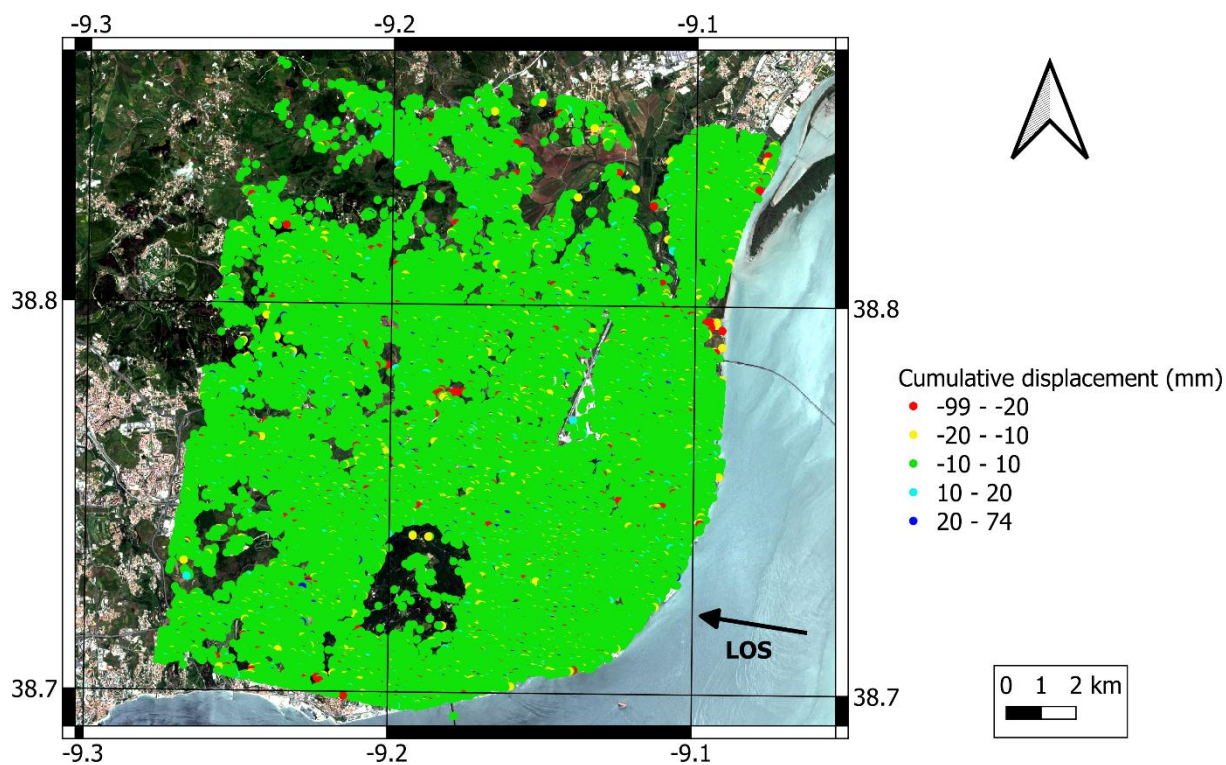 -9.3 -9.2 -9.1
38.8 38.8
Cumulative displacement (mm)
-99 - -20
-20 - -10
-10 - 10
10 - 20
20 - 74
LOS
38.7 38.7
0 1 2 km
-9.3 -9.2 -9.1